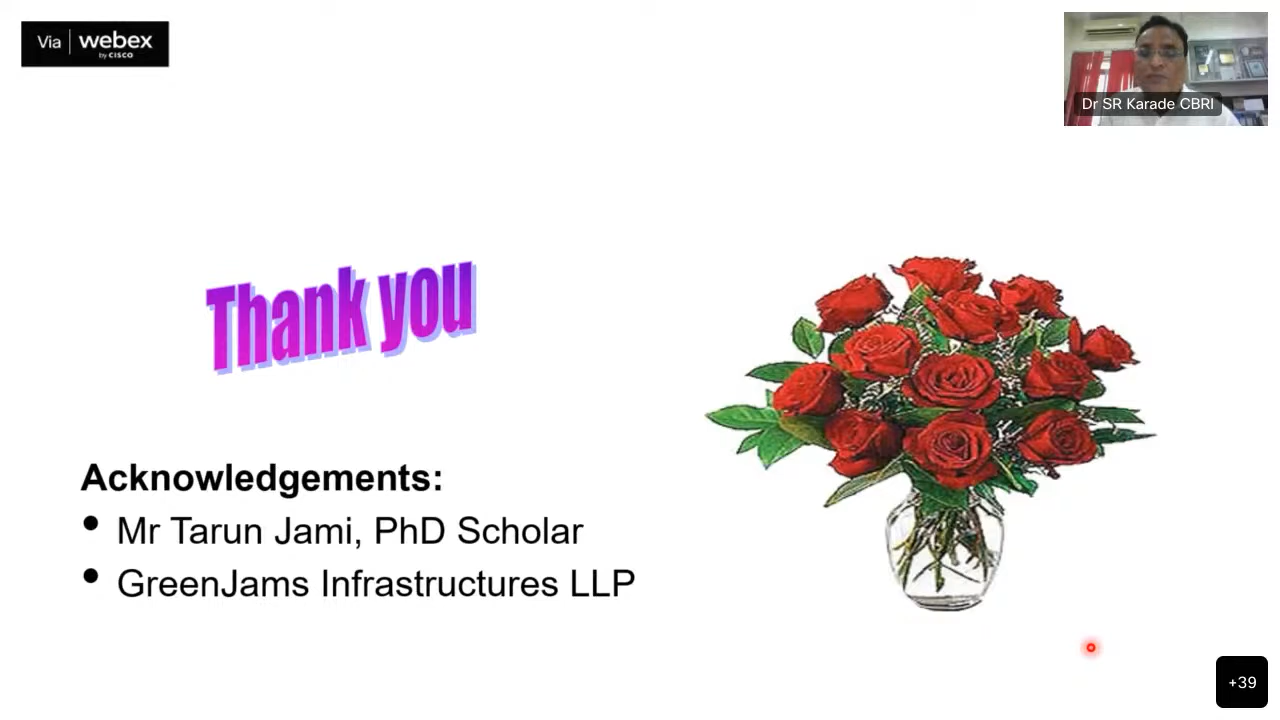 Via webex
by CISCO
Dr SR Karade CBRI
Thank you
Acknowledgements:
• Mr Tarun Jami, PhD Scholar
• GreenJams Infrastructures LLP
+39